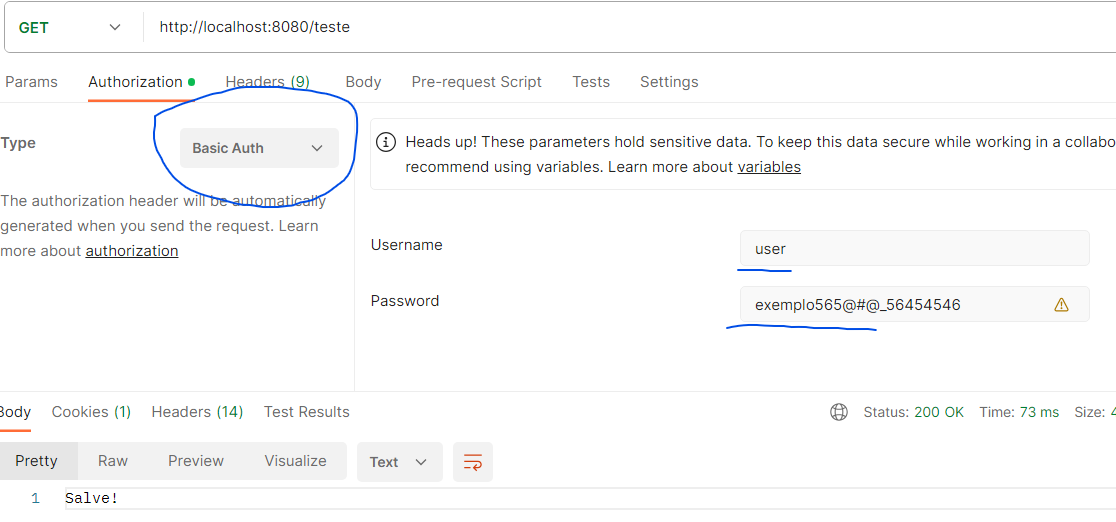 GET http://localhost:8080/teste
Params Authorization Headers (9) Body Pre-request Script Tests Settings
Type Basic Auth
The authorization header will be automatically
generated when you send the request. Learn
more about authorization
Heads up! These parameters hold sensitive data. To keep this data secure while working in a collabo
recommend using variables. Learn more about variables
Username user
Password exemplo565@#@_56454546
Body Cookies (1) Headers (14) Test Results Status: 200 OK Time: 73 ms Size: 4
Pretty Raw Preview Visualize Text
1 Salve!